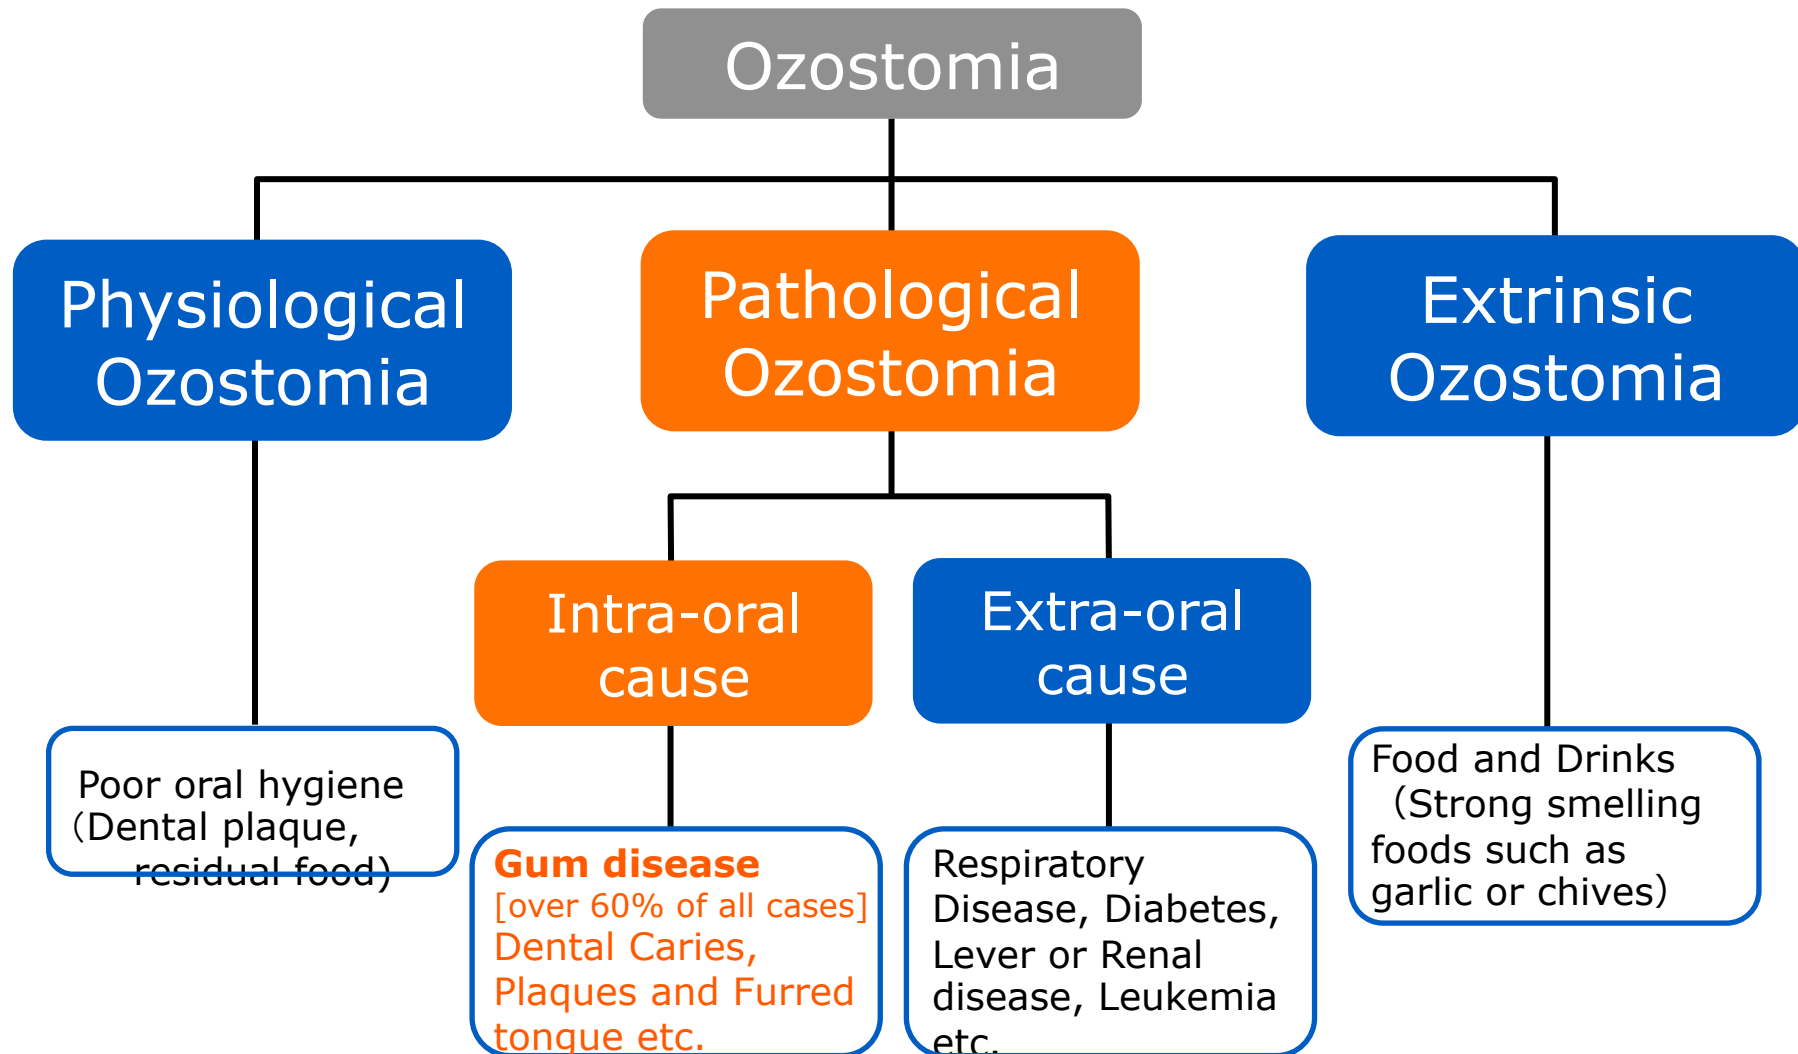 Ozostomia
Physiological
Ozostomia
Pathological
Ozostomia
Extrinsic
Ozostomia
Intra-oral
cause
Extra-oral
cause
Poor oral hygiene
（Dental plaque,
residual food)
Gum disease
[over 60% of all cases]
Dental Caries,
Plaques and Furred
tongue etc.
Respiratory
Disease, Diabetes,
Lever or Renal
disease, Leukemia
etc.
Food and Drinks
（Strong smelling
foods such as
garlic or chives）